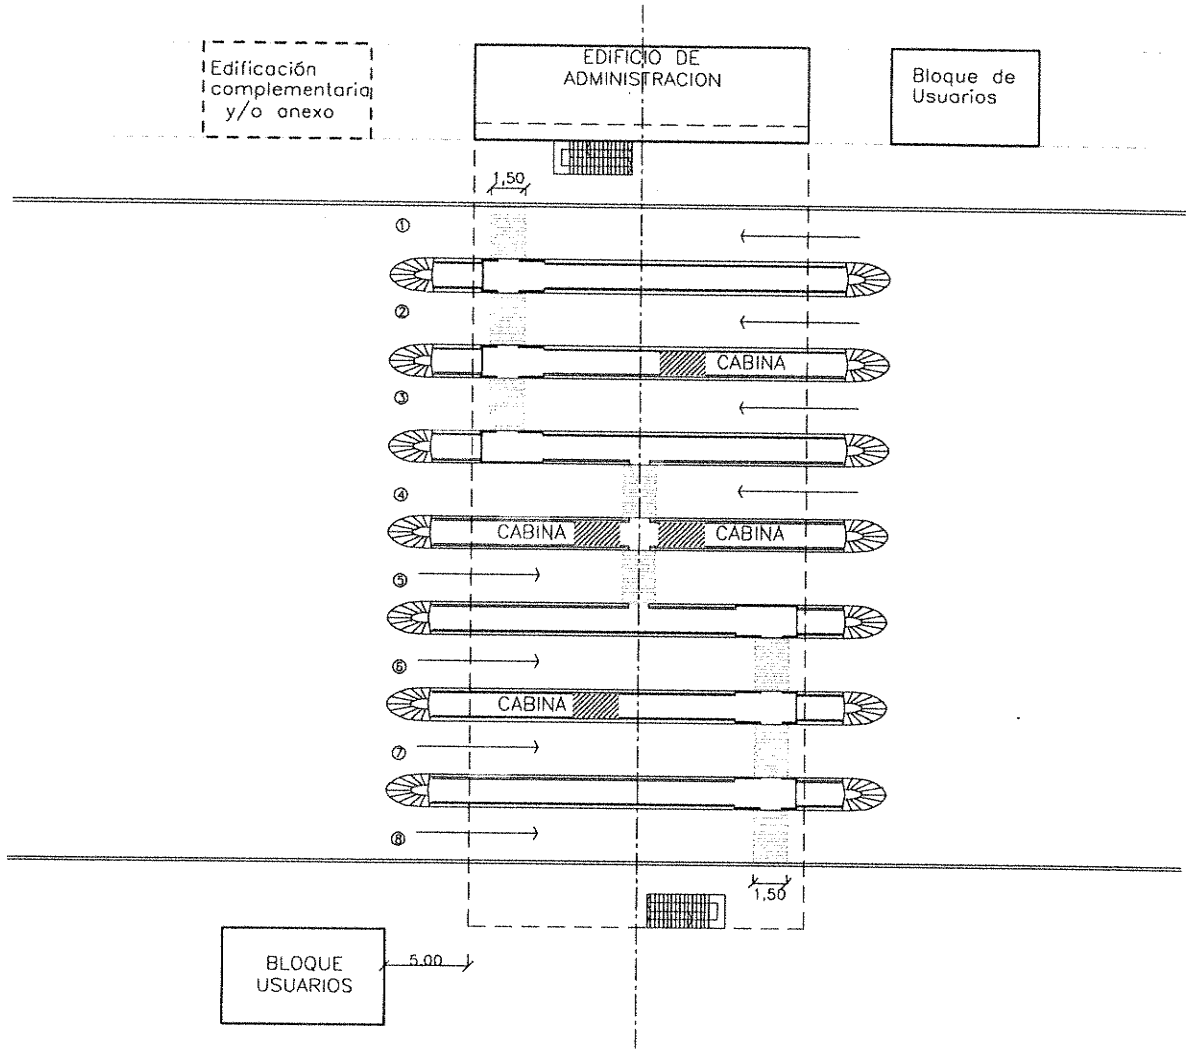 Edificación
complementaria
y/o anexo
EDIFICIO DE
ADMINISTRACION
Bloque de
Usuarios
1,50
1
2
CABINA
3
4
CABINA
CABINA
5
6
CABINA
7
8
1,50
BLOQUE
USUARIOS
5.00